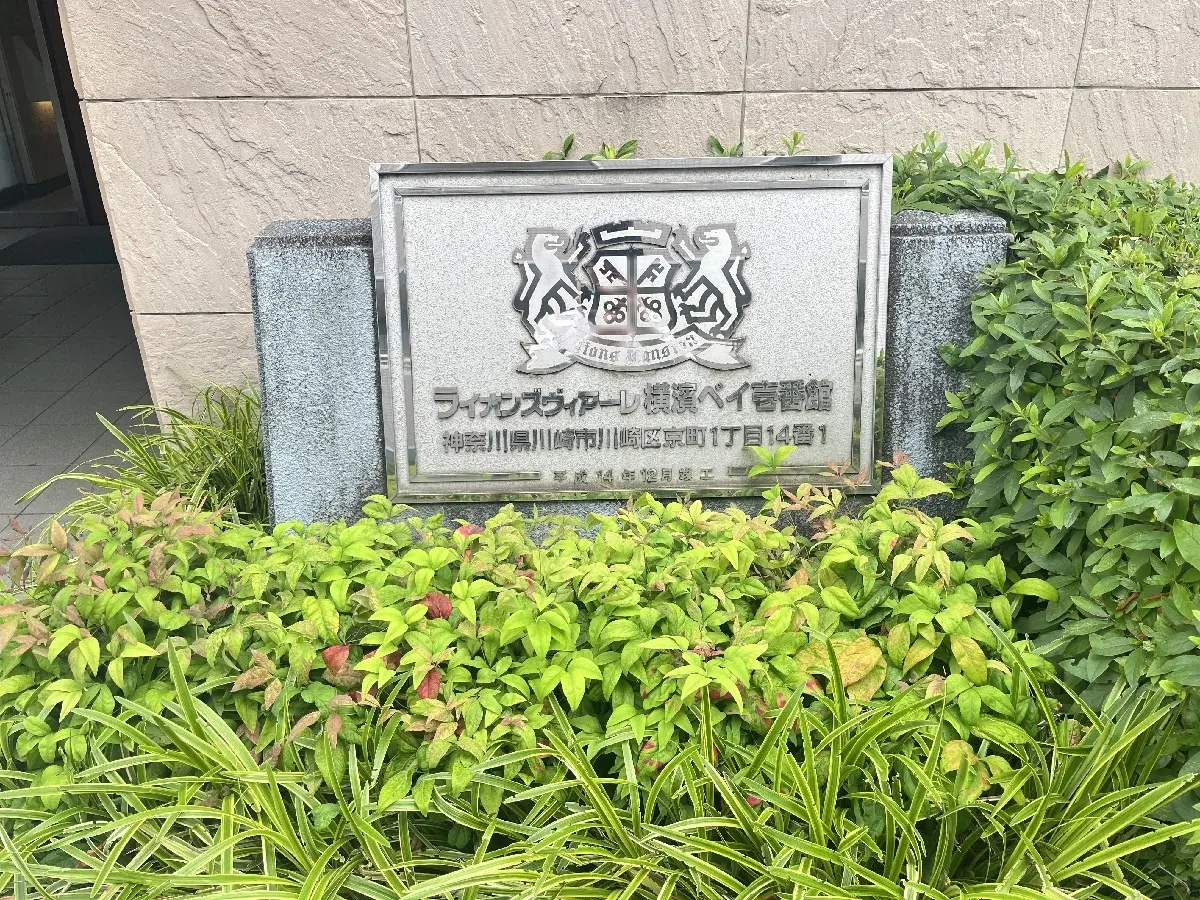 Lions Mansion
ライオンズヴィアーレ横濱ベイ壱番館
神奈川県川崎市川崎区京町1丁目14番1
平成14年12月竣工